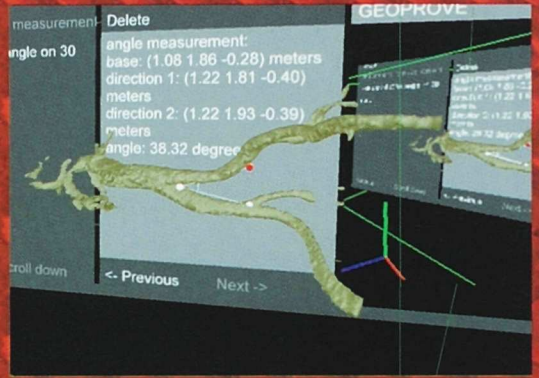 measurement
angle on 30
Delete
angle measurement:
base: (1.08 1.86 -0.28) meters
direction 1: (1.22 1.81 -0.40)
meters
direction 2: (1.22 1.93 -0.39)
meters
angle: 38.32 degree
croll down
<- Previous
Next ->
GEOPROVE